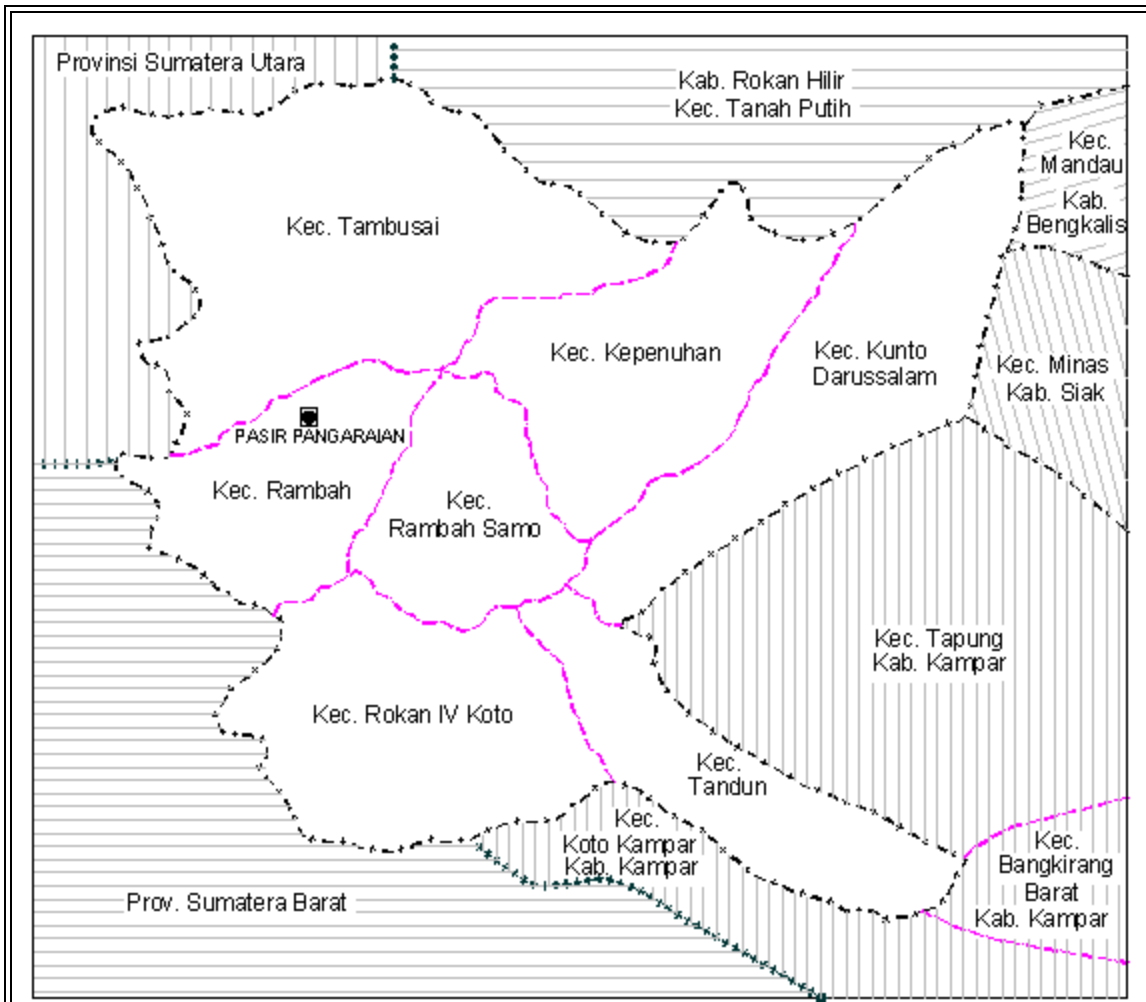 Provinsi Sumatera Utara
Kab. Rokan Hilir
Kec. Tanah Putih
Kec.
Mandau
Kab.
Bengkalis
Kec. Tambusai
Kec. Kepenuhan
Kec. Kunto
Darussalam
Kec. Minas
Kab. Siak
PASIR PANGARAIAN
Kec. Rambah
Kec.
Rambah Samo
Kec. Tapung
Kab. Kampar
Kec. Rokan IV Koto
Kec.
Tandun
Kec.
Koto Kampar
Kab. Kampar
Kec.
Bangkirang
Barat
Kab. Kampar
Prov. Sumatera Barat